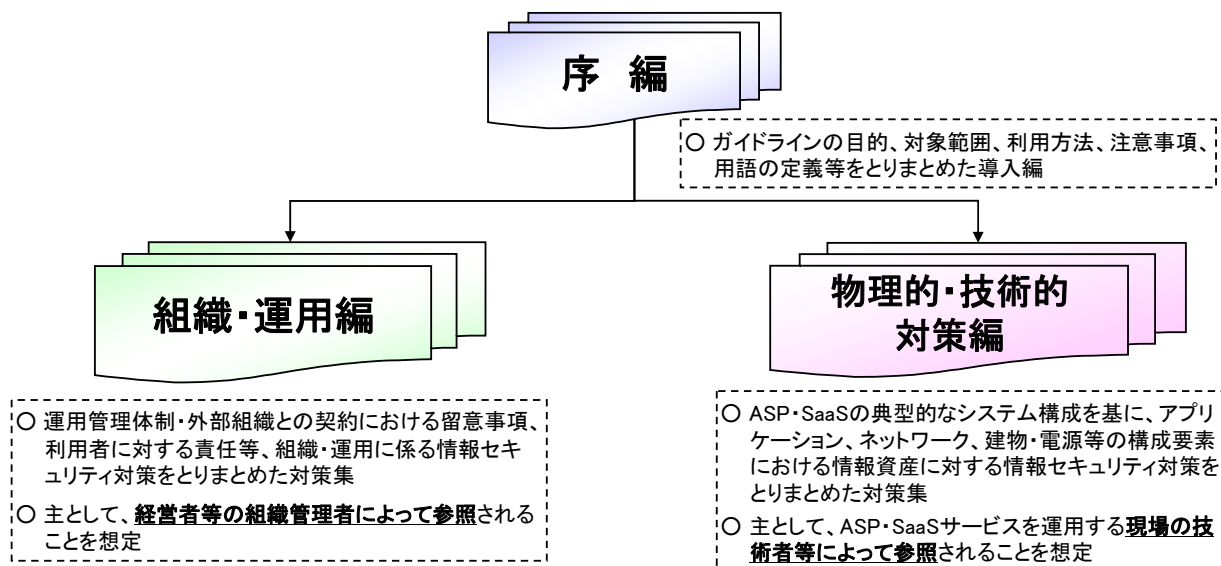 序 編
○ ガイドラインの目的、対象範囲、利用方法、注意事項、
用語の定義等をとりまとめた導入編
組織・運用編
物理的・技術的
対策編
○ 運用管理体制・外部組織との契約における留意事項、
利用者に対する責任等、組織・運用に係る情報セキ
ュリティ対策をとりまとめた対策集
○ 主として、経営者等の組織管理者によって参照される
ことを想定
○ ASP・SaaSの典型的なシステム構成を基に、アプリ
ケーション、ネットワーク、建物・電源等の構成要素
における情報資産に対する情報セキュリティ対策を
とりまとめた対策集
○ 主として、ASP・SaaSサービスを運用する現場の技
術者等によって参照されることを想定